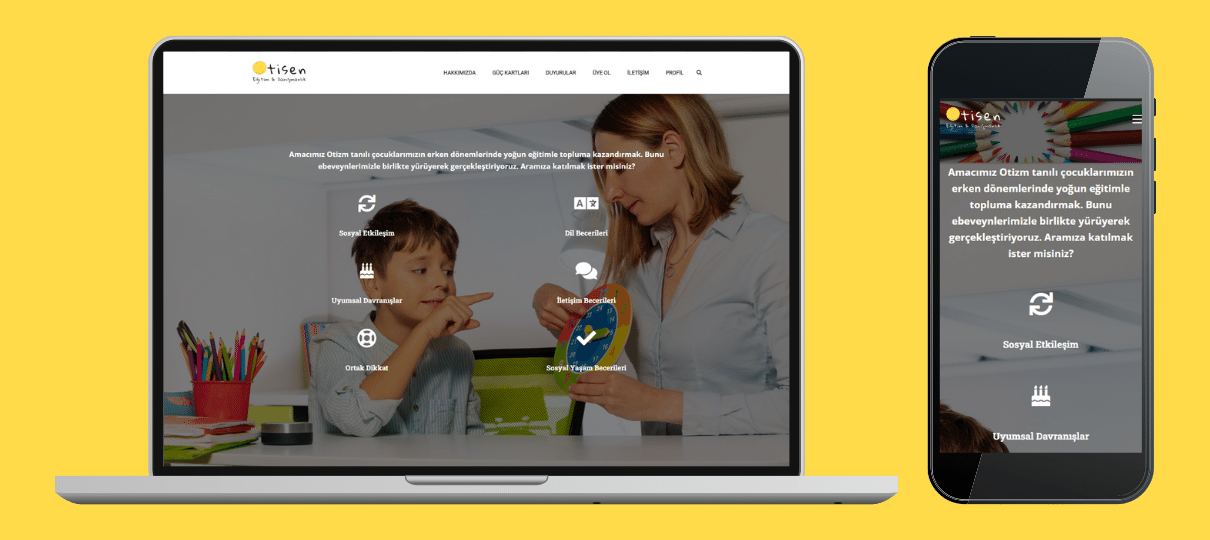 Otisen
Eğitim & Danışmanlık
HAKKIMIZDA GÜÇ KARTLARI DUYURULAR ÜYE OL İLETİŞİM PROFİL
Amacımız Otizm tanılı çocuklarımızın erken dönemlerinde yoğun eğitimle topluma kazandırmak. Bunu
ebeveynlerimizle birlikte yürüyerek gerçekleştiriyoruz. Aramıza katılmak ister misiniz?
A
Sosyal Etkileşim Dil Becerileri
Uyumsal Davranışlar İletişim Becerileri
Ortak Dikkat Sosyal Yaşam Becerileri
Otisen
Eğitim & Danışmanlık
Amacımız Otizm tanılı çocuklarımızın
erken dönemlerinde yoğun eğitimle
topluma kazandırmak. Bunu
ebeveynlerimizle birlikte yürüyerek
gerçekleştiriyoruz. Aramıza katılmak
ister misiniz?
Sosyal Etkileşim
Uyumsal Davranışlar